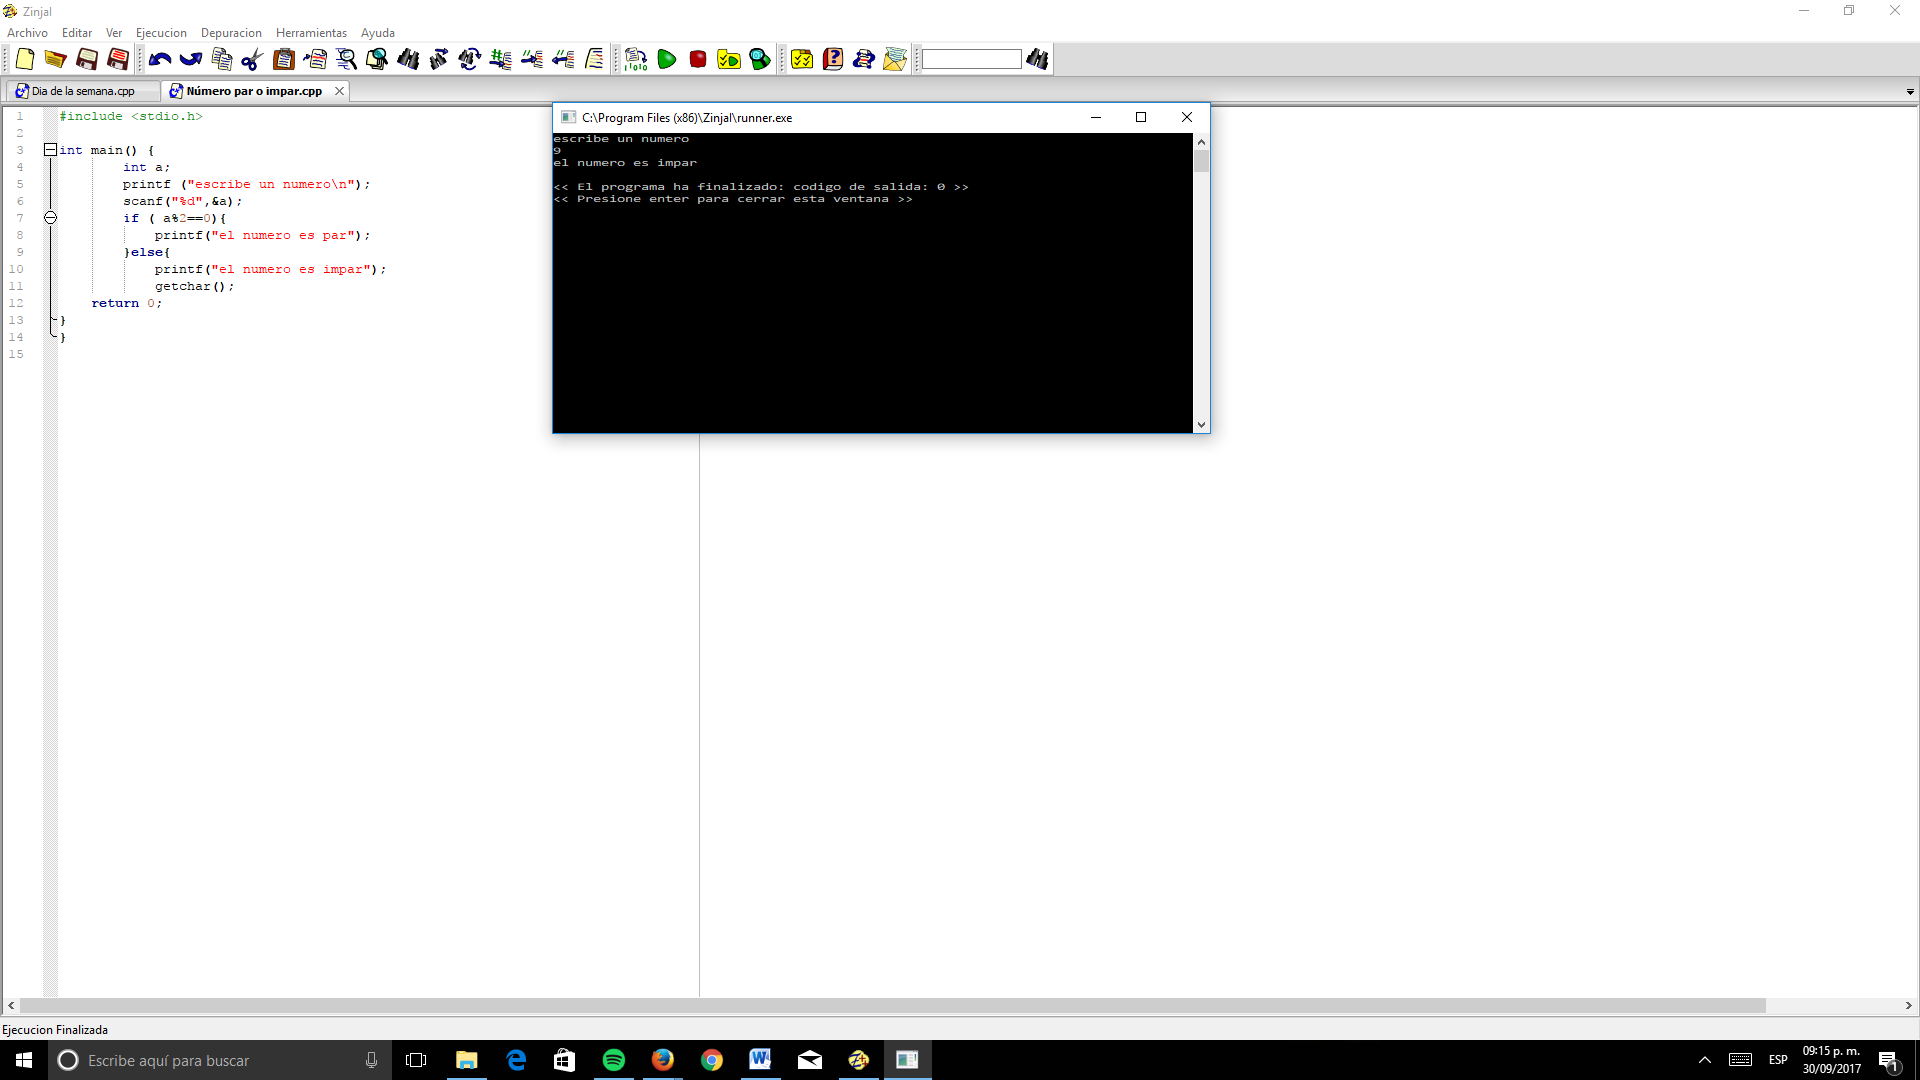 Zinjal
Archivo Editar Ver Ejecucion Depuracion Herramientas Ayuda
Dia de la semana.cpp Número par o impar.cpp
C:\Program Files (x86)\Zinjal\runner.exe
1 #include <stdio.h>
2
3 int main() {
4 int a;
5 printf ("escribe un numero\n");
6 scanf("%d",&a);
7 if ( a%2==0){
8 printf("el numero es par");
9 }else{
10 printf("el numero es impar");
11 getchar();
12 return 0;
13 }
14 }
15
escribe un numero
9
el numero es impar
<< El programa ha finalizado: codigo de salida: 0 >>
<< Presione enter para cerrar esta ventana >>
Ejecucion Finalizada
Escribe aquí para buscar
ESP
09:15 p. m.
30/09/2017
1